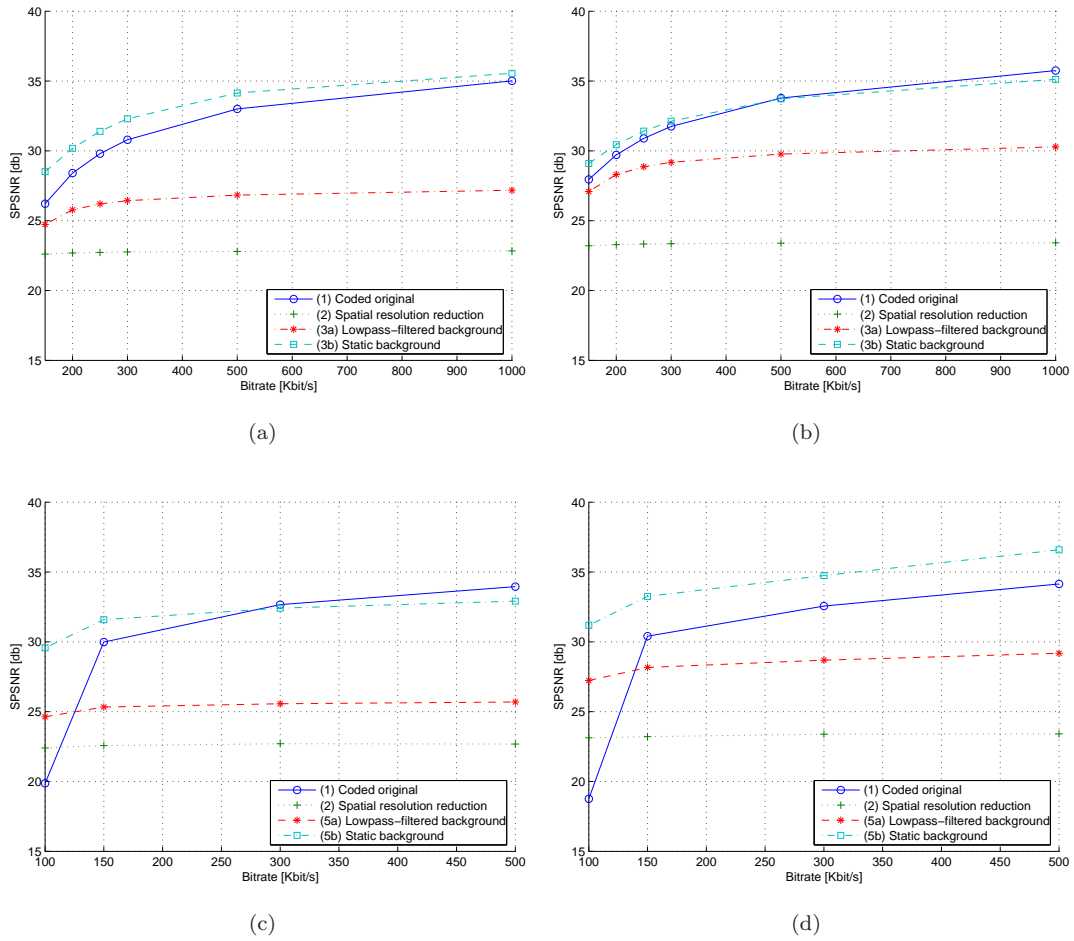 40
35
30
25
20
15
SPSNR [db]
200 300 400 500 600 700 800 900 1000
Bitrate [Kbit/s]
(1) Coded original
(2) Spatial resolution reduction
(3a) Lowpass-filtered background
(3b) Static background
(a)
40
35
30
25
20
15
SPSNR [db]
200 300 400 500 600 700 800 900 1000
Bitrate [Kbit/s]
(1) Coded original
(2) Spatial resolution reduction
(3a) Lowpass-filtered background
(3b) Static background
(b)
40
35
30
25
20
15
SPSNR [db]
100 150 200 250 300 350 400 450 500
Bitrate [Kbit/s]
(1) Coded original
(2) Spatial resolution reduction
(5a) Lowpass-filtered background
(5b) Static background
(c)
40
35
30
25
20
15
SPSNR [db]
100 150 200 250 300 350 400 450 500
Bitrate [Kbit/s]
(1) Coded original
(2) Spatial resolution reduction
(5a) Lowpass-filtered background
(5b) Static background
(d)